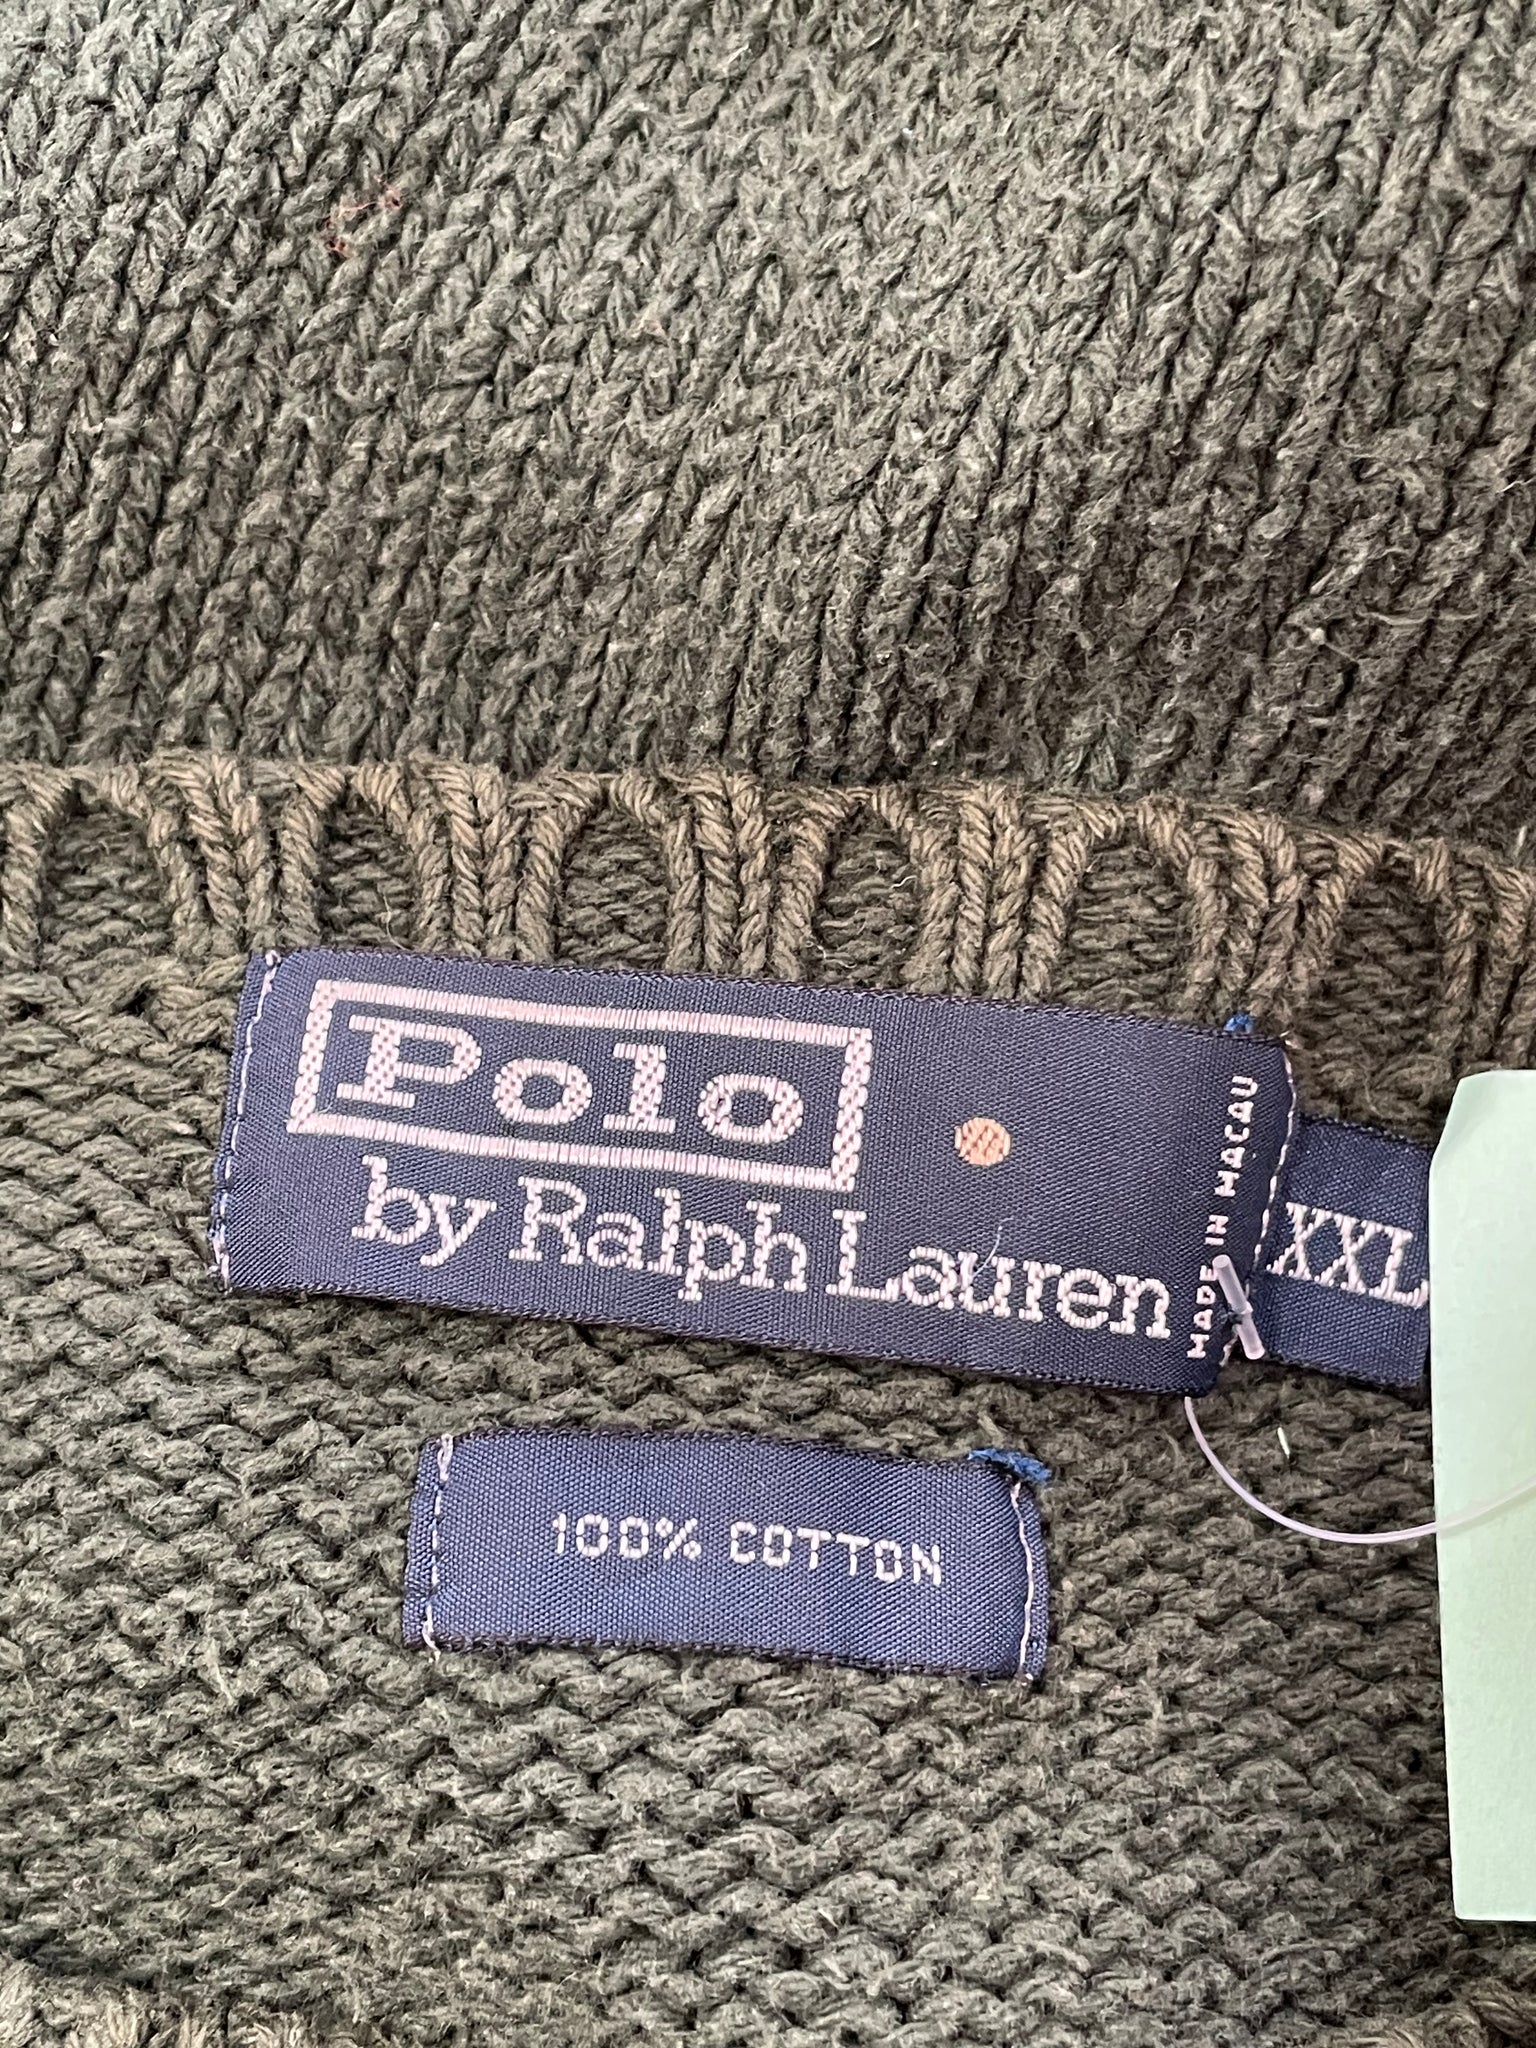 Polo
by Ralph Lauren
MADE IN MACAU
XXL
100% COTTON